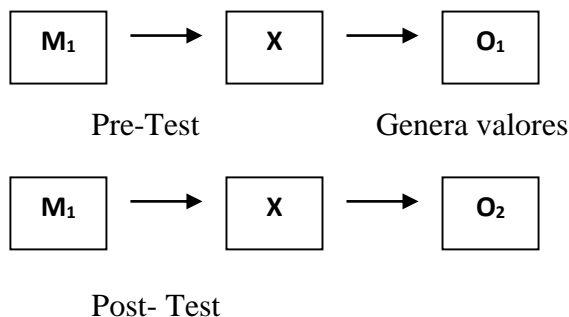 M₁ X O₁
Pre-Test Genera valores
M₁ X O₂
Post- Test